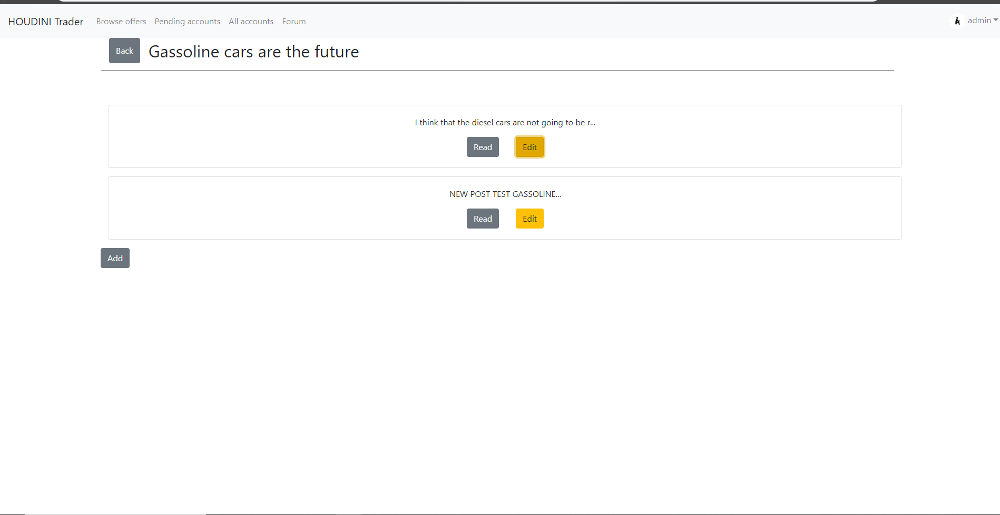 HOUDINI Trader Browse offers Pending accounts All accounts Forum admin
Back Gassoline cars are the future
I think that the diesel cars are not going to be r...
Read Edit
NEW POST TEST GASSOLINE...
Read Edit
Add